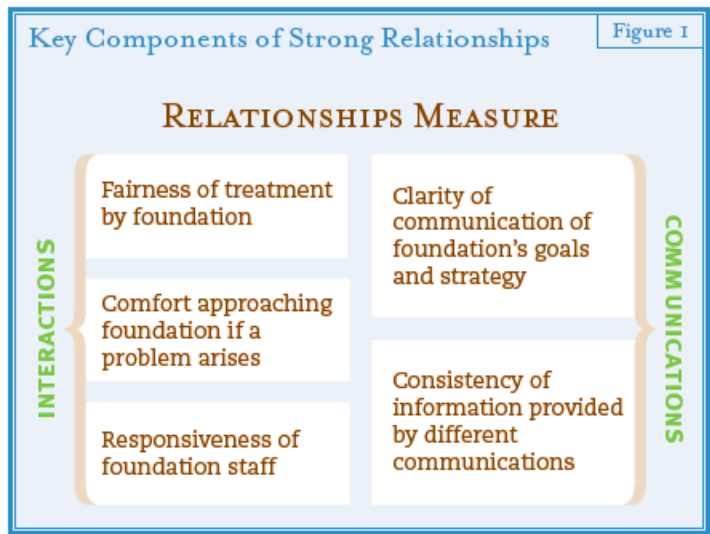 Key Components of Strong Relationships
Figure 1
Relationships Measure
INTERACTIONS
Fairness of treatment
by foundation
Comfort approaching
foundation if a
problem arises
Responsiveness of
foundation staff
Clarity of
communication of
foundation's goals
and strategy
Consistency of
information provided
by different
communications
COMMUNICATIONS